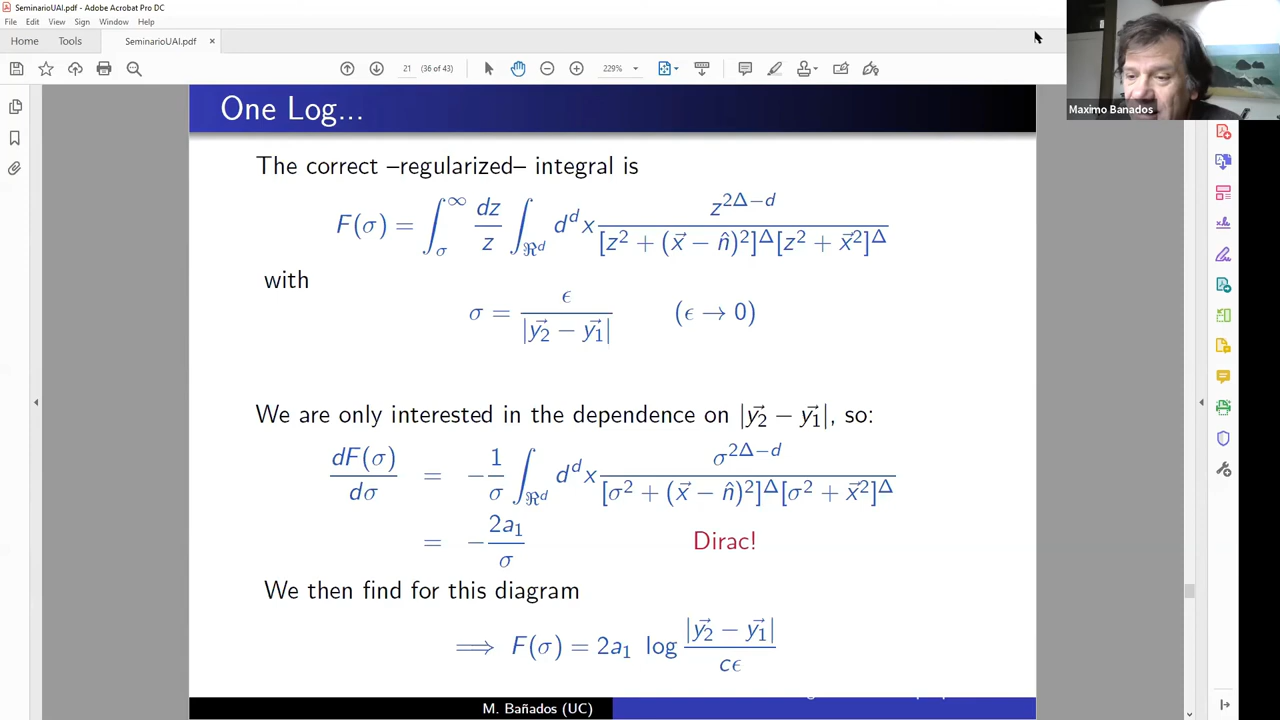 SeminarioUAI.pdf - Adobe Acrobat Pro DC
File Edit View Sign Window Help
Home Tools SeminarioUAI.pdf ×
21 (36 of 43) 229%
Maximo Banados
One Log...
The correct –regularized– integral is
F(σ) = ∫_σ^∞ dz/z ∫_{ℜ^d} d^d x z^{2Δ−d} / [z² + (x⃗ − n̂)²]^Δ [z² + x⃗²]^Δ
with
σ = ϵ / |y⃗₂ − y⃗₁| (ϵ → 0)
We are only interested in the dependence on |y⃗₂ − y⃗₁|, so:
dF(σ)/dσ = −1/σ ∫_{ℜ^d} d^d x σ^{2Δ−d} / [σ² + (x⃗ − n̂)²]^Δ [σ² + x⃗²]^Δ
= −2a₁/σ Dirac!
We then find for this diagram
⟹ F(σ) = 2a₁ log |y⃗₂ − y⃗₁| / cϵ
M. Bañados (UC)